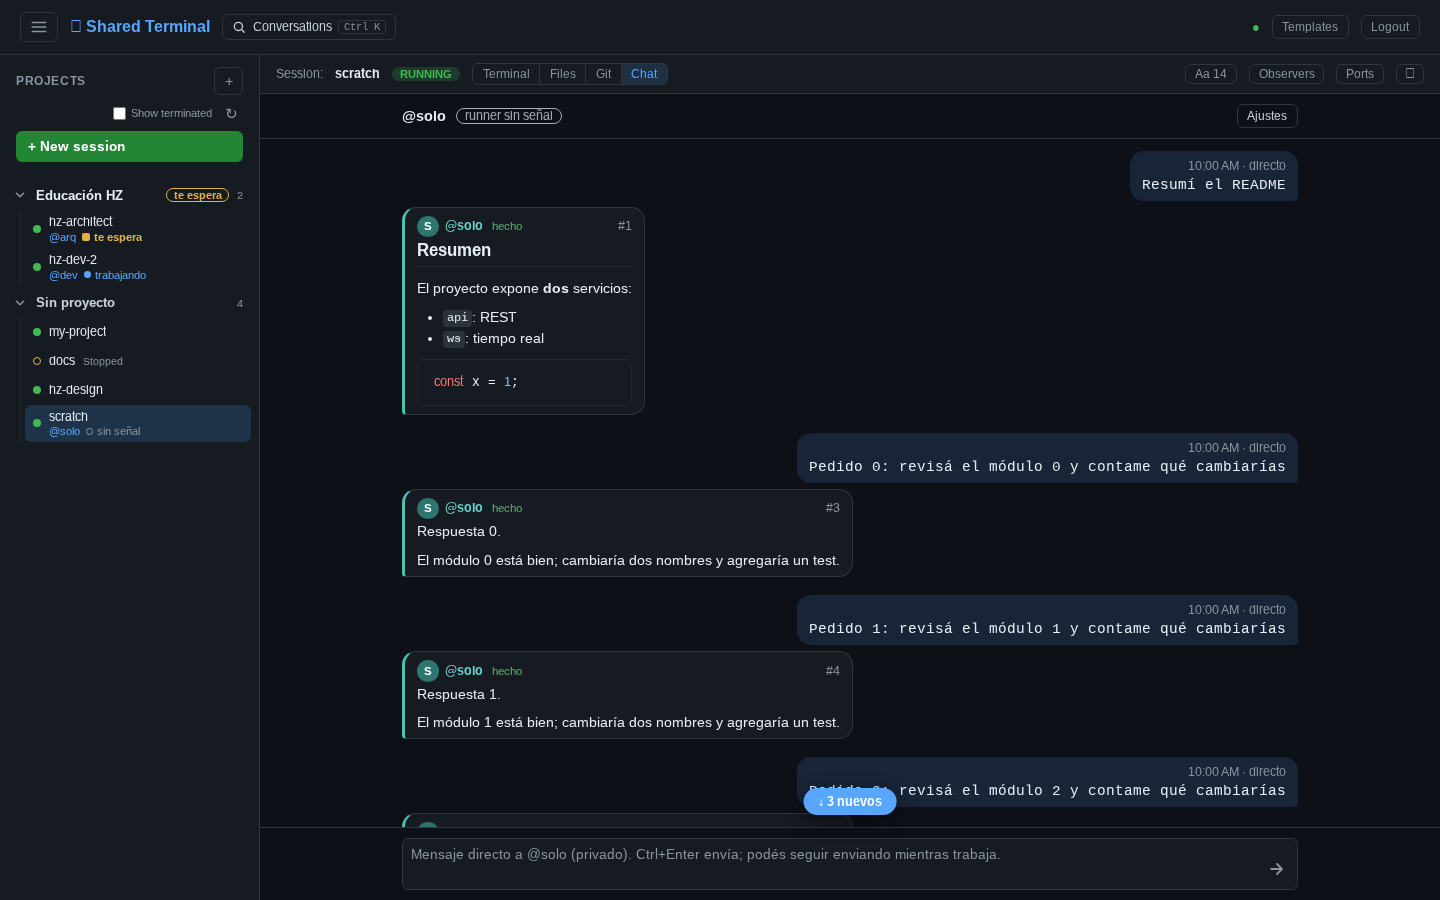 Shared Terminal
Conversations Ctrl K
Templates
Logout
PROJECTS
+
Show terminated ↻
+ New session
Educación HZ te espera 2
hz-architect
@arq te espera
hz-dev-2
@dev trabajando
Sin proyecto 4
my-project
docs Stopped
hz-design
scratch
@solo sin señal
Session: scratch RUNNING Terminal Files Git Chat
Aa 14 Observers Ports
@solo runner sin señal Ajustes
10:00 AM · directo
Resumí el README
S @solo hecho #1
Resumen
El proyecto expone dos servicios:
• api: REST
• ws: tiempo real
const x = 1;
10:00 AM · directo
Pedido 0: revisá el módulo 0 y contame qué cambiarías
S @solo hecho #3
Respuesta 0.
El módulo 0 está bien; cambiaría dos nombres y agregaría un test.
10:00 AM · directo
Pedido 1: revisá el módulo 1 y contame qué cambiarías
S @solo hecho #4
Respuesta 1.
El módulo 1 está bien; cambiaría dos nombres y agregaría un test.
10:00 AM · directo
revisá el módulo 2 y contame qué cambiarías
↓ 3 nuevos
Mensaje directo a @solo (privado). Ctrl+Enter envía; podés seguir enviando mientras trabaja.